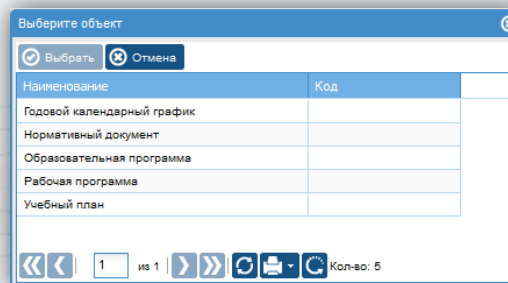 Выберите объект
Выбрать Отмена
Наименование Код
Годовой календарный график
Нормативный документ
Образовательная программа
Рабочая программа
Учебный план
1 из 1 Кол-во: 5